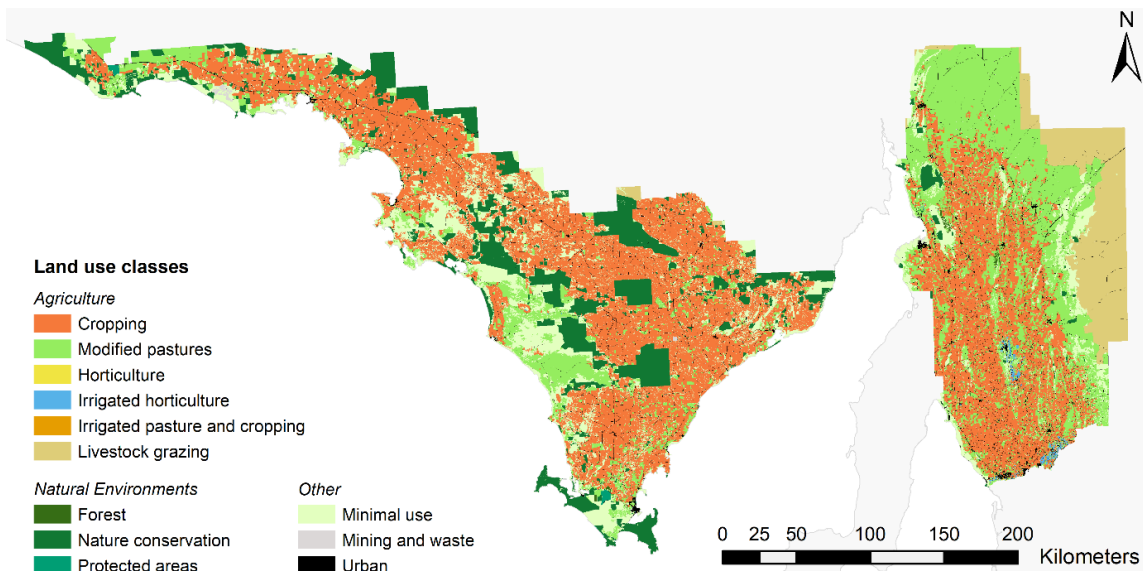 N
Land use classes
Agriculture
Cropping
Modified pastures
Horticulture
Irrigated horticulture
Irrigated pasture and cropping
Livestock grazing
Natural Environments
Forest
Nature conservation
Protected areas
Other
Minimal use
Mining and waste
Urban
0 25 50 100 150 200
Kilometers